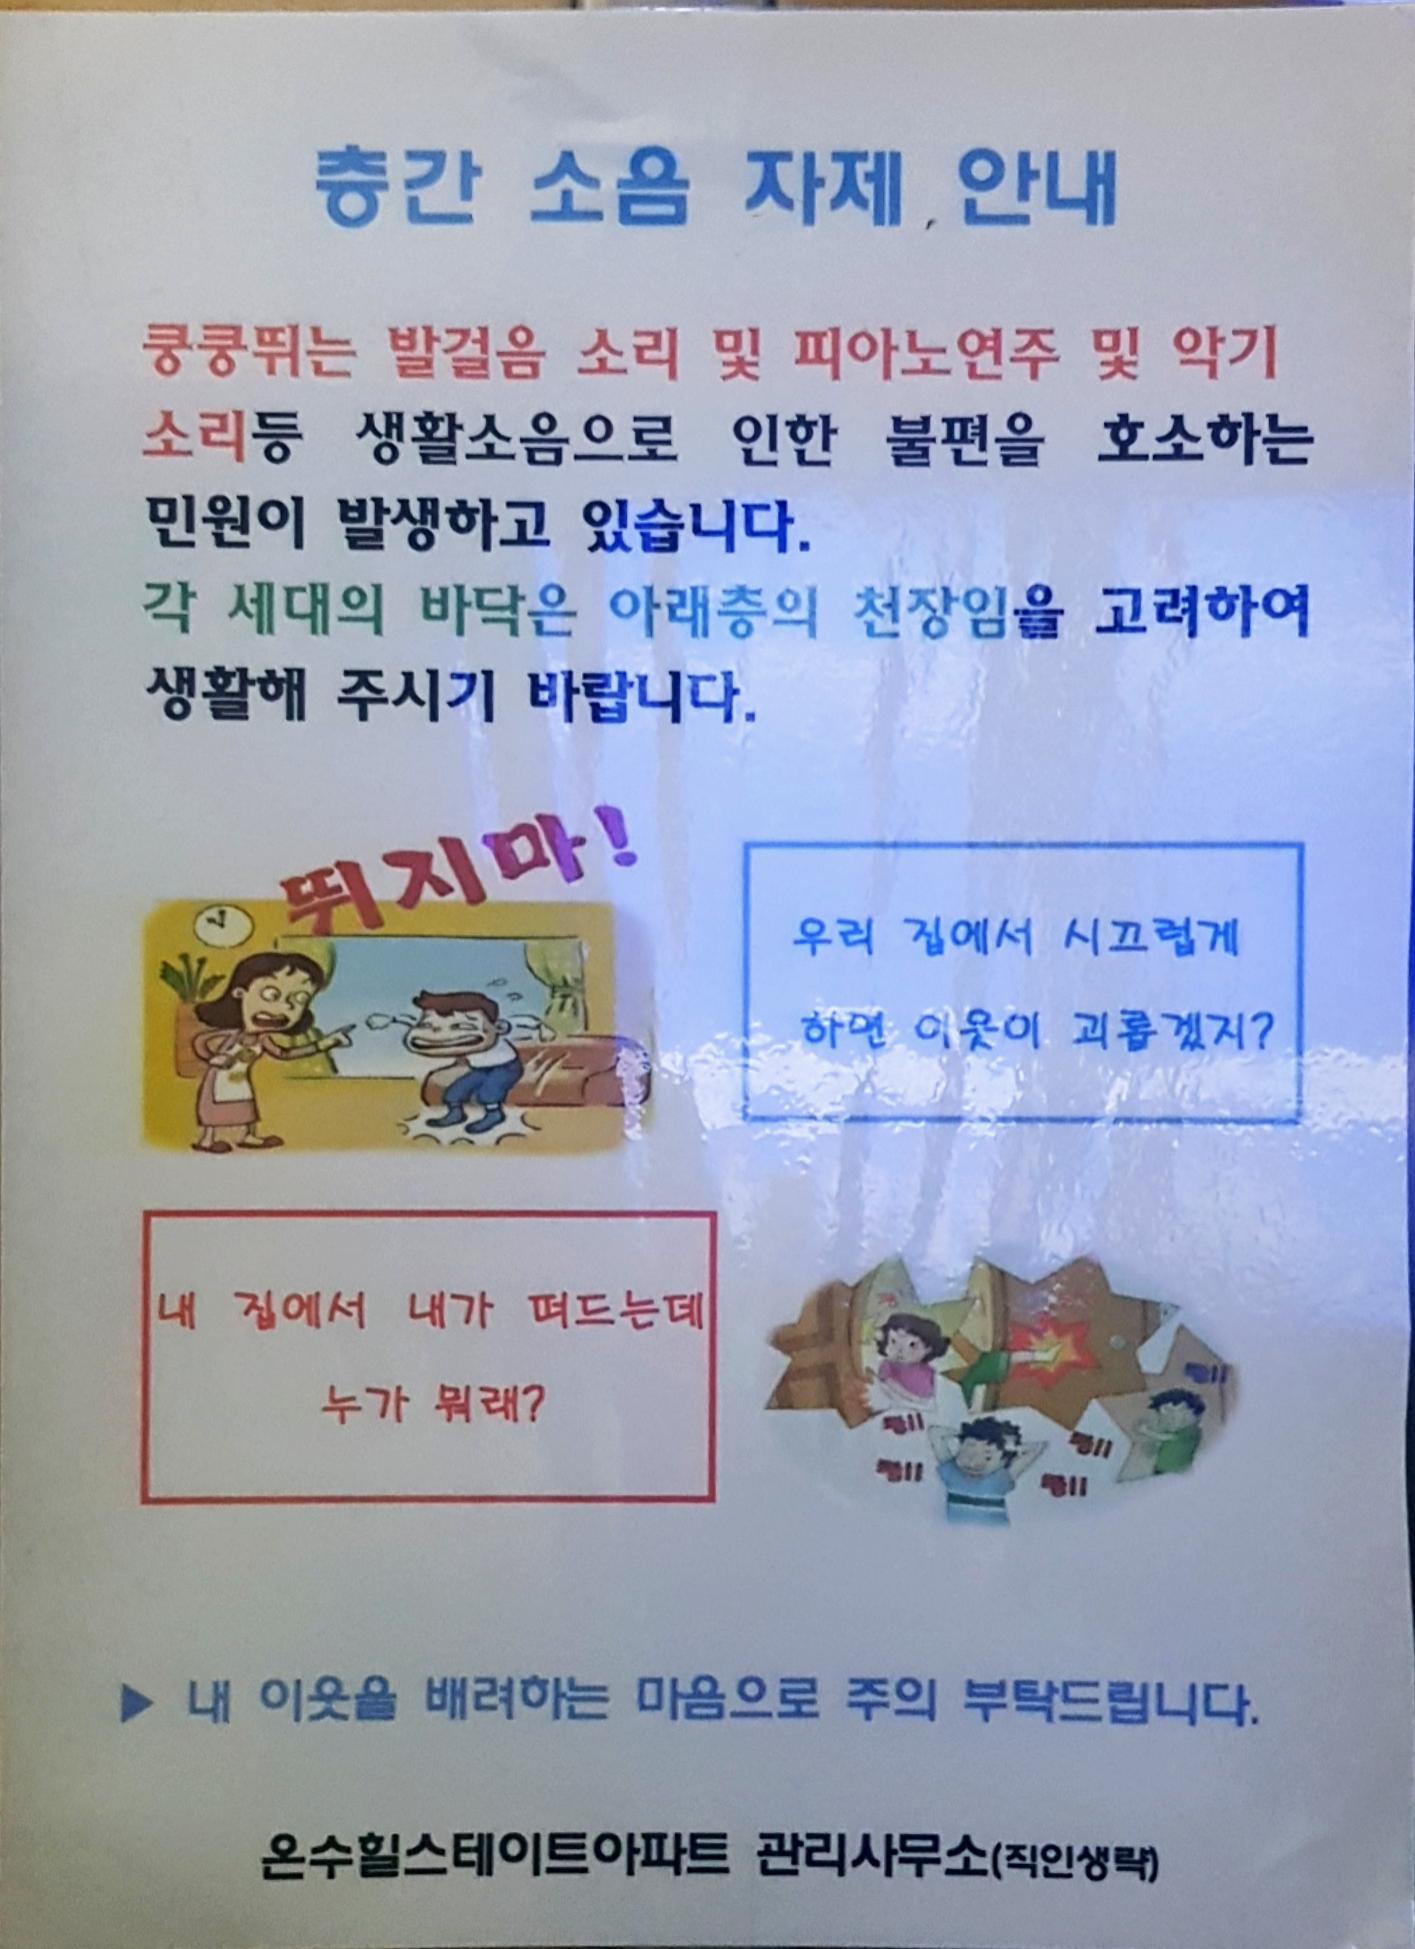 층간 소음 자제 안내
쿵쿵뛰는 발걸음 소리 및 피아노연주 및 악기
소리등 생활소음으로 인한 불편을 호소하는
민원이 발생하고 있습니다.
각 세대의 바닥은 아래층의 천장임을 고려하여
생활해 주시기 바랍니다.
뛰지마!
우리 집에서 시끄럽게
하면 이웃이 괴롭겠지?
내 집에서 내가 떠드는데
누가 뭐래?
▶ 내 이웃을 배려하는 마음으로 주의 부탁드립니다.
온수힐스테이트아파트 관리사무소(직인생략)